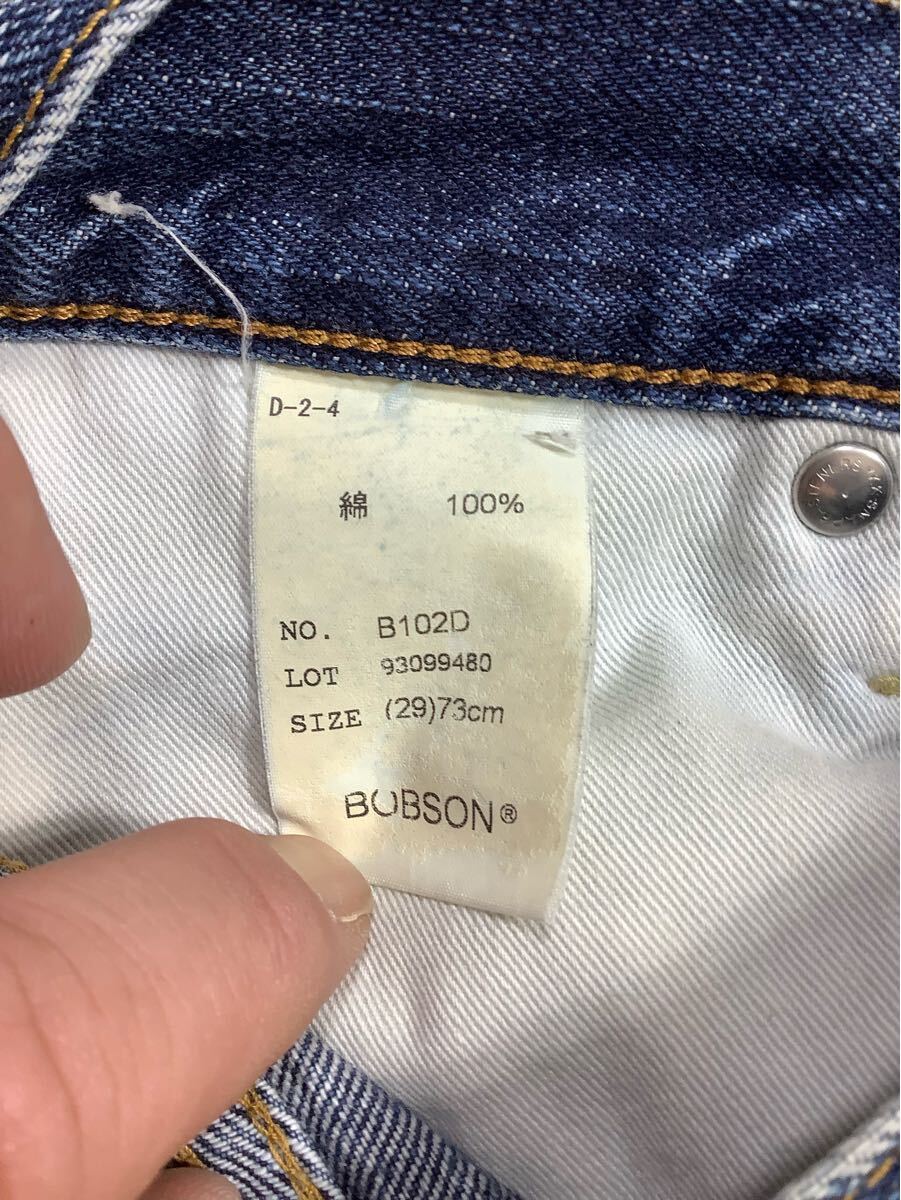 D-2-4
綿 100%
NO. B102D
LOT 93099480
SIZE (29)73cm
BOBSON®